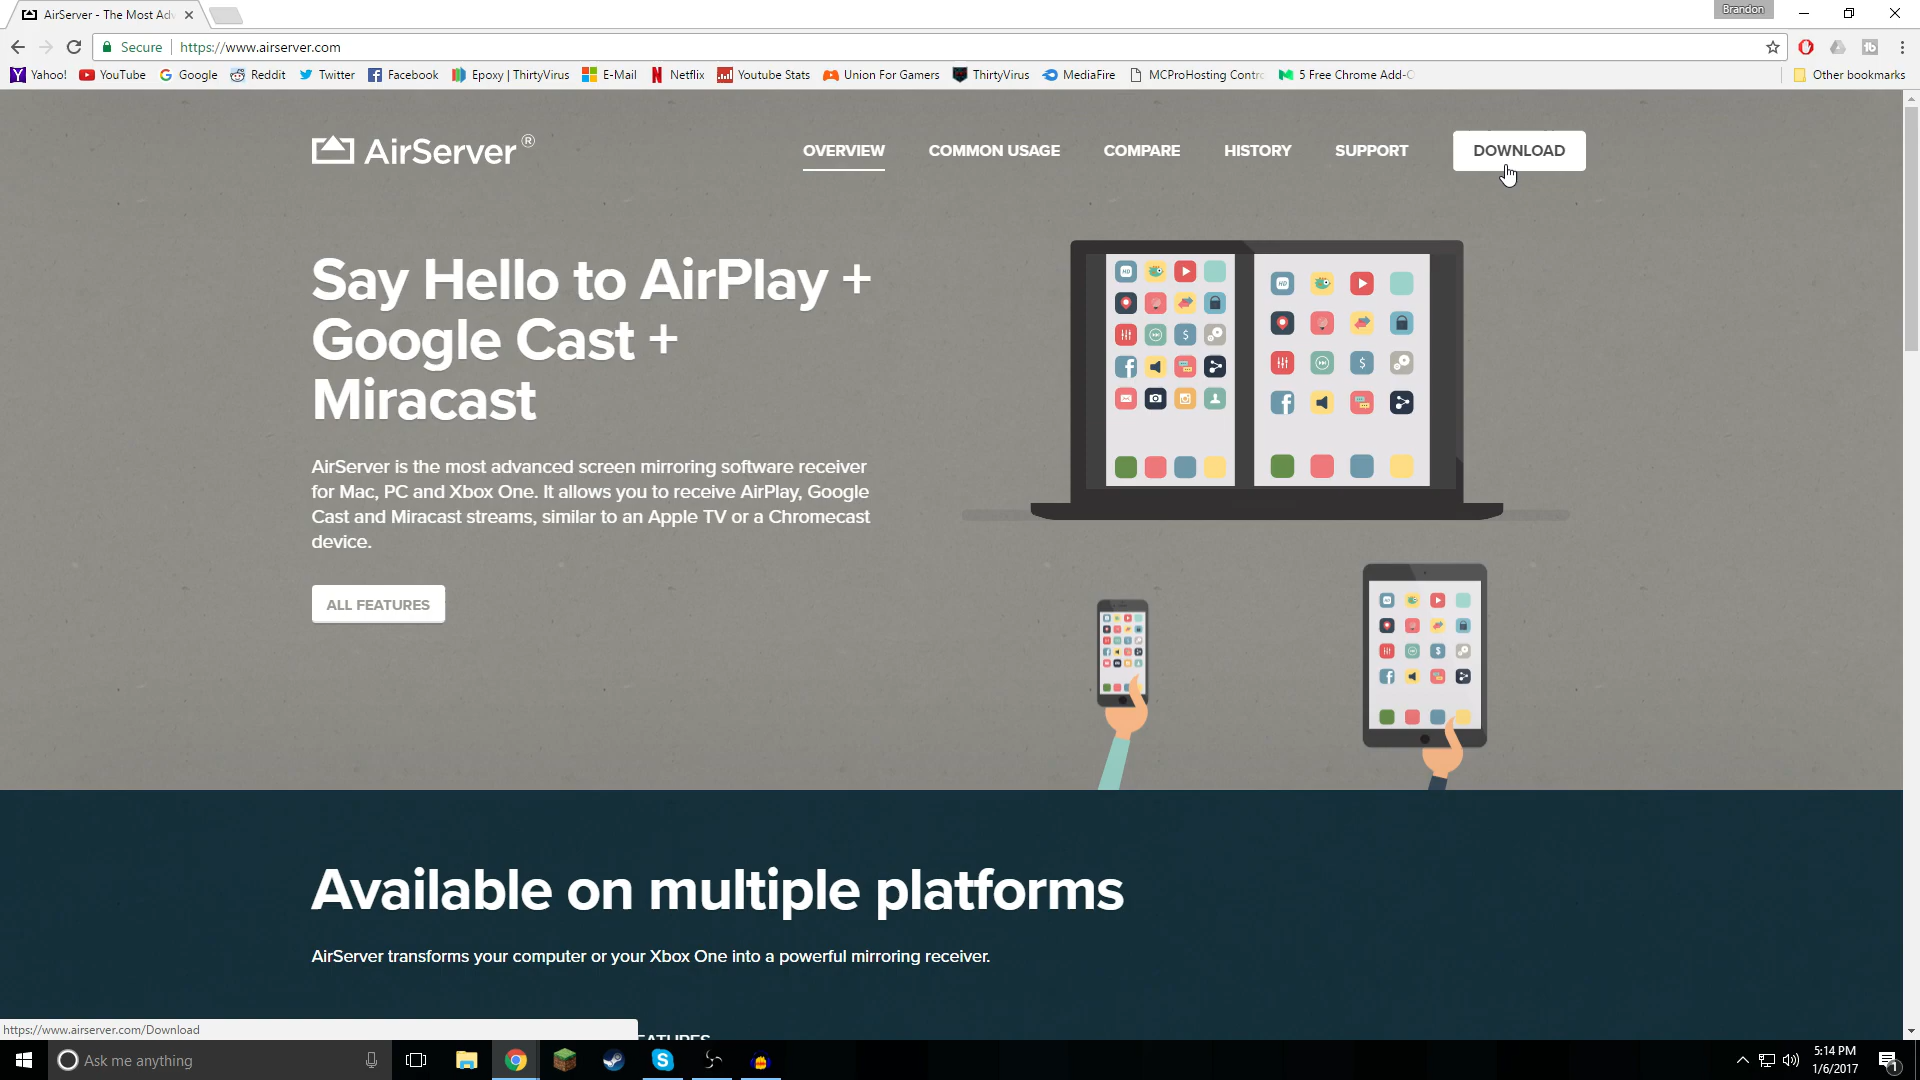 AirServer - The Most Adv
Brandon
Secure
https://www.airserver.com
Yahoo!
YouTube
Google
Reddit
Twitter
Facebook
Epoxy | ThirtyVirus
E-Mail
Netflix
Youtube Stats
Union For Gamers
ThirtyVirus
MediaFire
MCProHosting Contro
5 Free Chrome Add-O
Other bookmarks
AirServer®
OVERVIEW
COMMON USAGE
COMPARE
HISTORY
SUPPORT
DOWNLOAD
Say Hello to AirPlay +
Google Cast +
Miracast
AirServer is the most advanced screen mirroring software receiver
for Mac, PC and Xbox One. It allows you to receive AirPlay, Google
Cast and Miracast streams, similar to an Apple TV or a Chromecast
device.
ALL FEATURES
Available on multiple platforms
AirServer transforms your computer or your Xbox One into a powerful mirroring receiver.
https://www.airserver.com/Download
Ask me anything
5:14 PM
1/6/2017
1